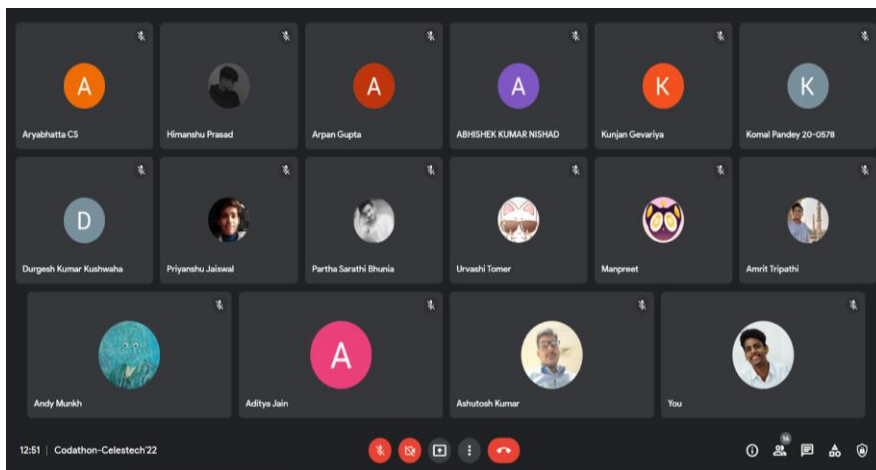 A
A
A
K
K
Aryabhatta CS
Himanshu Prasad
Arpan Gupta
ABHISHEK KUMAR NISHAD
Kunjan Gevariya
Komal Pandey 20-0578
D
Durgesh Kumar Kushwaha
Priyanshu Jaiswal
Partha Sarathi Bhunia
Urvashi Tomer
Manpreet
Amrit Tripathi
A
Andy Munkh
Aditya Jain
Ashutosh Kumar
You
12:51 | Codathon-Celestech'22
16